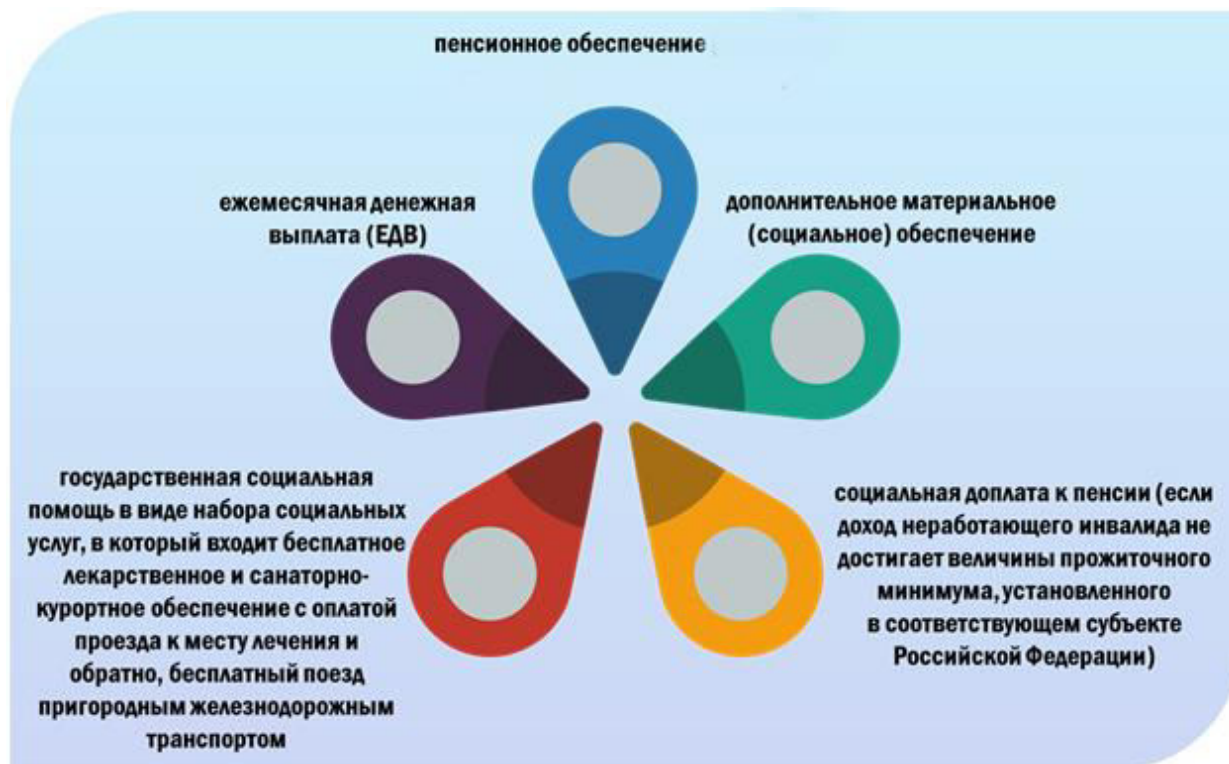 пенсионное обеспечение
ежемесячная денежная
выплата (ЕДВ)
дополнительное материальное
(социальное) обеспечение
государственная социальная
помощь в виде набора социальных
услуг, в который входит бесплатное
лекарственное и санаторно-
курортное обеспечение с оплатой
проезда к месту лечения и
обратно, бесплатный поезд
пригородным железнодорожным
транспортом
социальная доплата к пенсии (если
доход неработающего инвалида не
достигает величины прожиточного
минимума, установленного
в соответствующем субъекте
Российской Федерации)